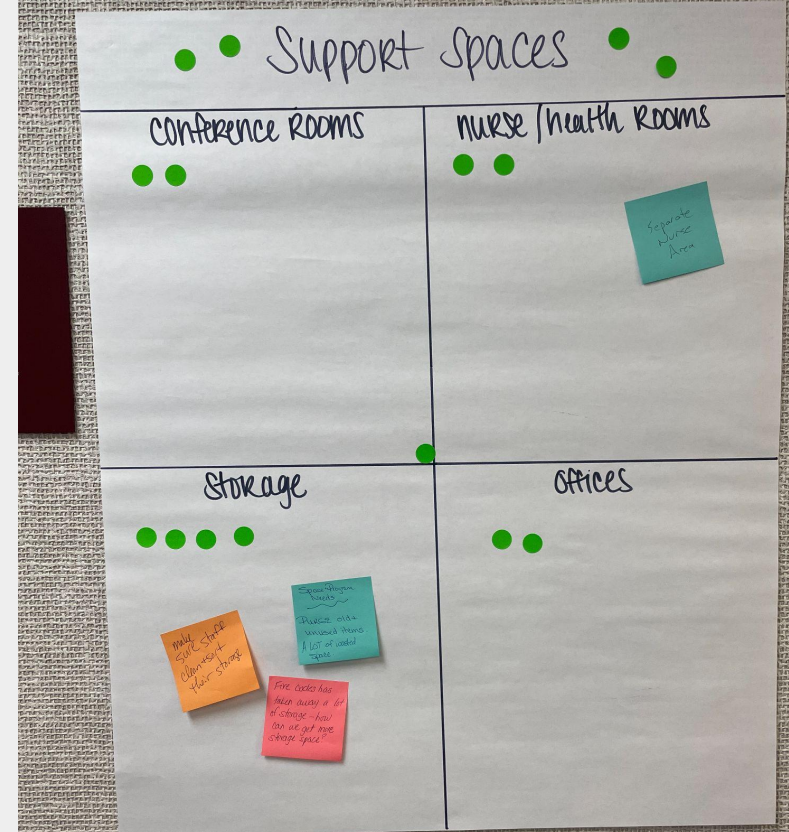 Support Spaces
Conference Rooms
Nurse/health Rooms
Separate
Nurse
Area
Storage
Offices
make
sure staff
clean + sort
their storage
Space/Program
Needs
Purge old &
unused items.
A LOT of wasted
space
Fire codes has
taken away a lot
of storage - how
can we get more
storage space?